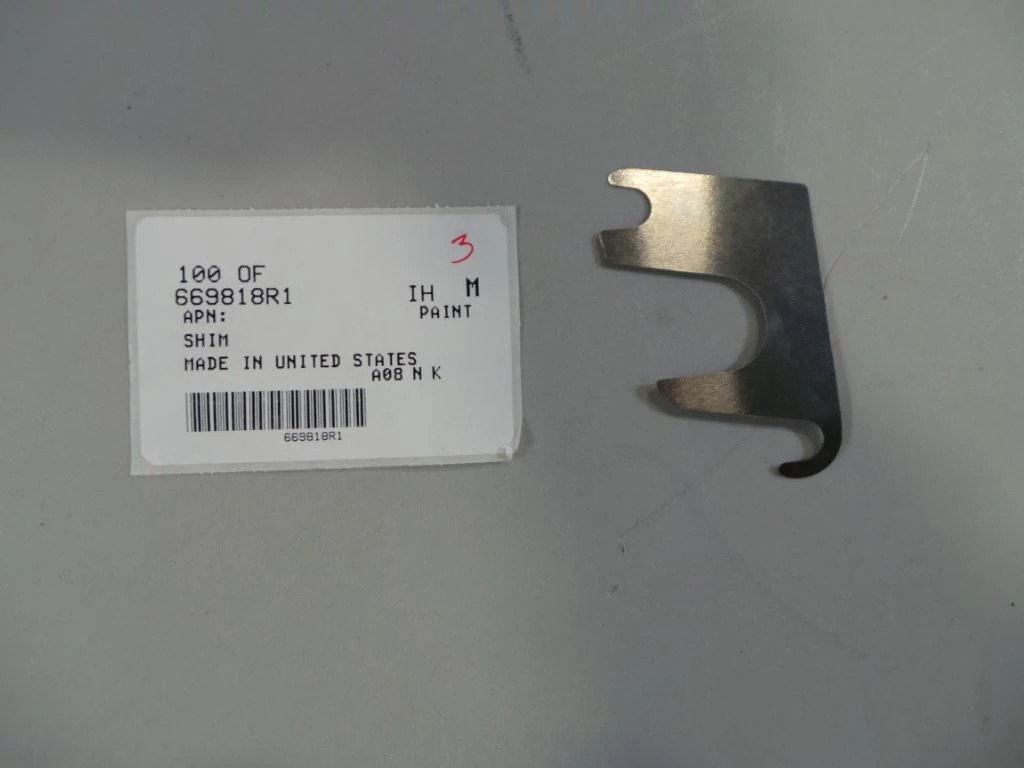 3
100 OF
669818R1 IH M
APN: PAINT
SHIM
MADE IN UNITED STATES
A08 N K
669818R1